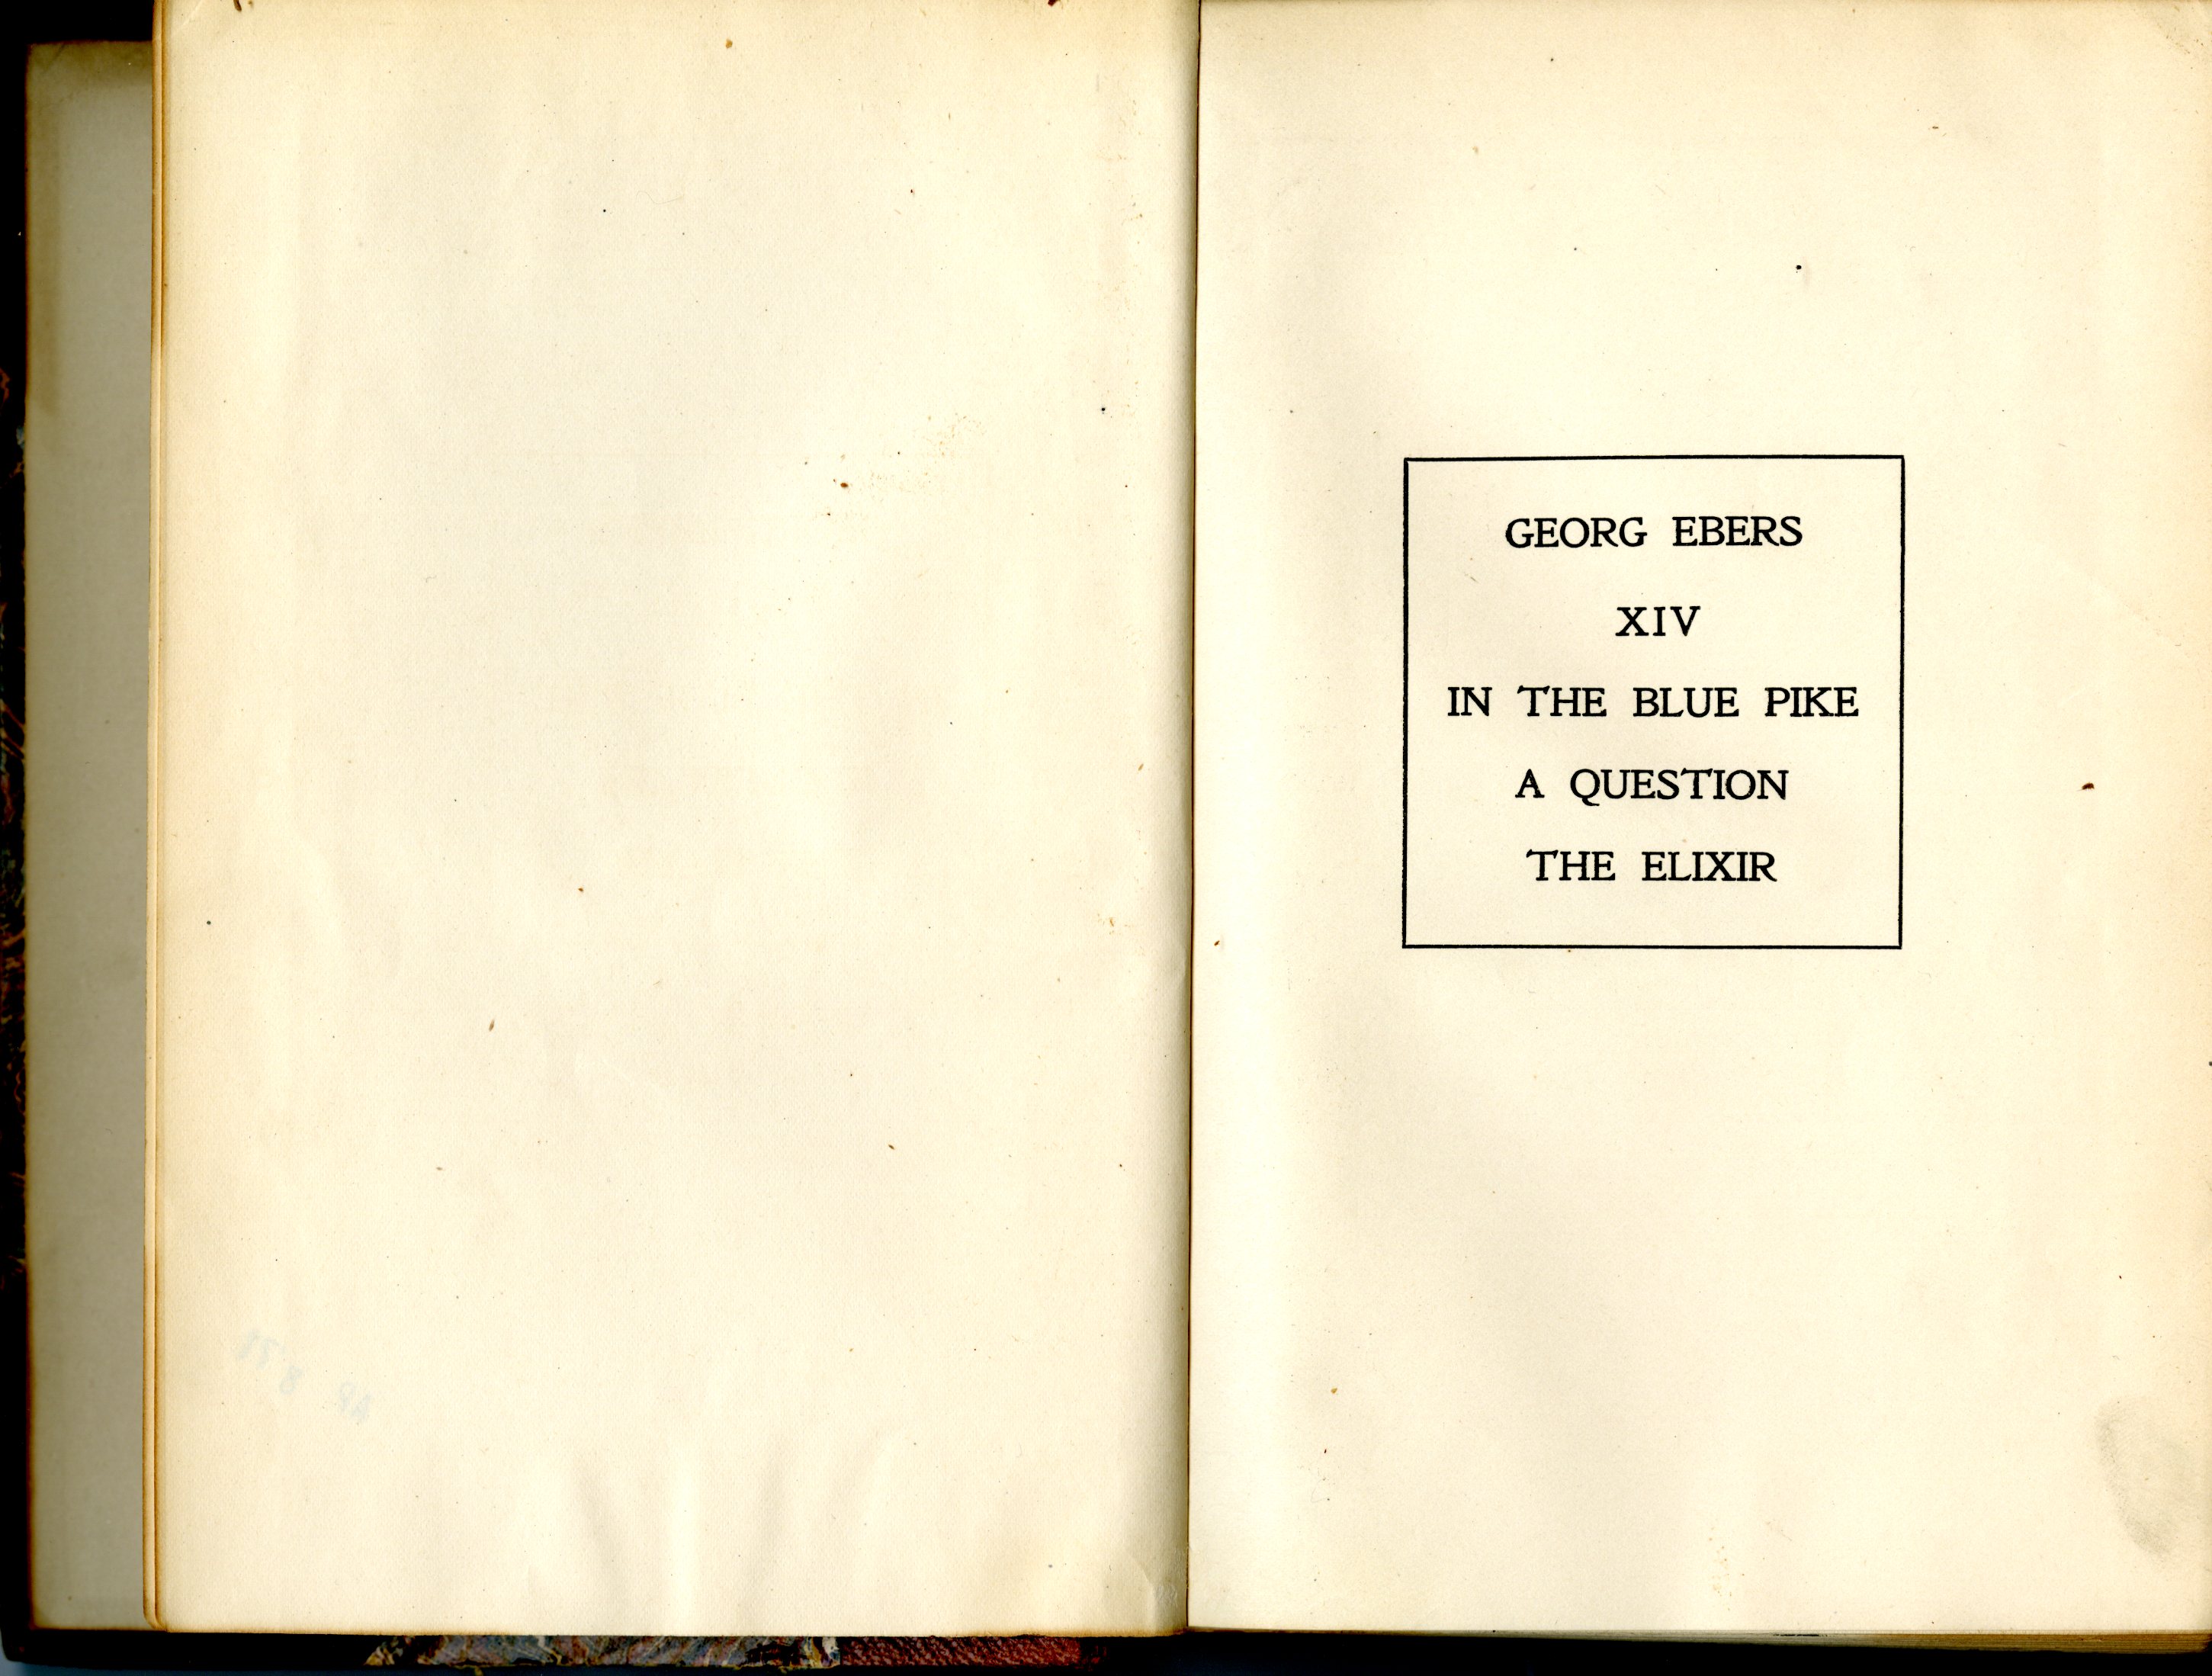 GEORG EBERS
XIV
IN THE BLUE PIKE
A QUESTION
THE ELIXIR